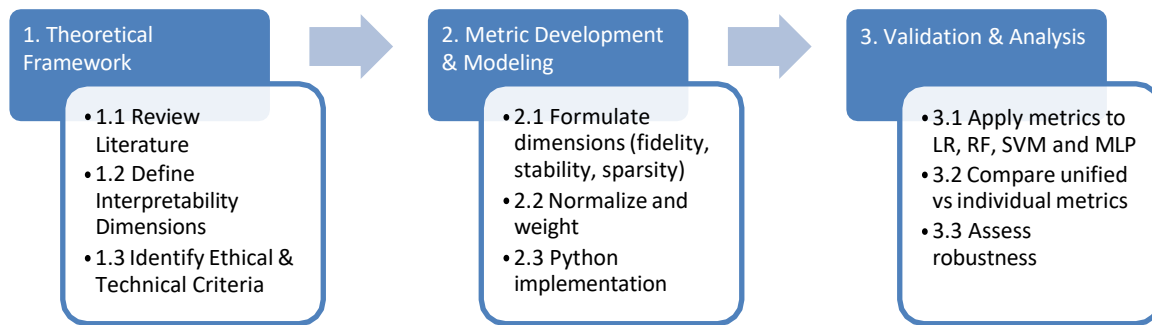 1. Theoretical
Framework
• 1.1 Review
Literature
• 1.2 Define
Interpretability
Dimensions
• 1.3 Identify Ethical &
Technical Criteria
2. Metric Development
& Modeling
• 2.1 Formulate
dimensions (fidelity,
stability, sparsity)
• 2.2 Normalize and
weight
• 2.3 Python
implementation
3. Validation & Analysis
• 3.1 Apply metrics to
LR, RF, SVM and MLP
• 3.2 Compare unified
vs individual metrics
• 3.3 Assess
robustness